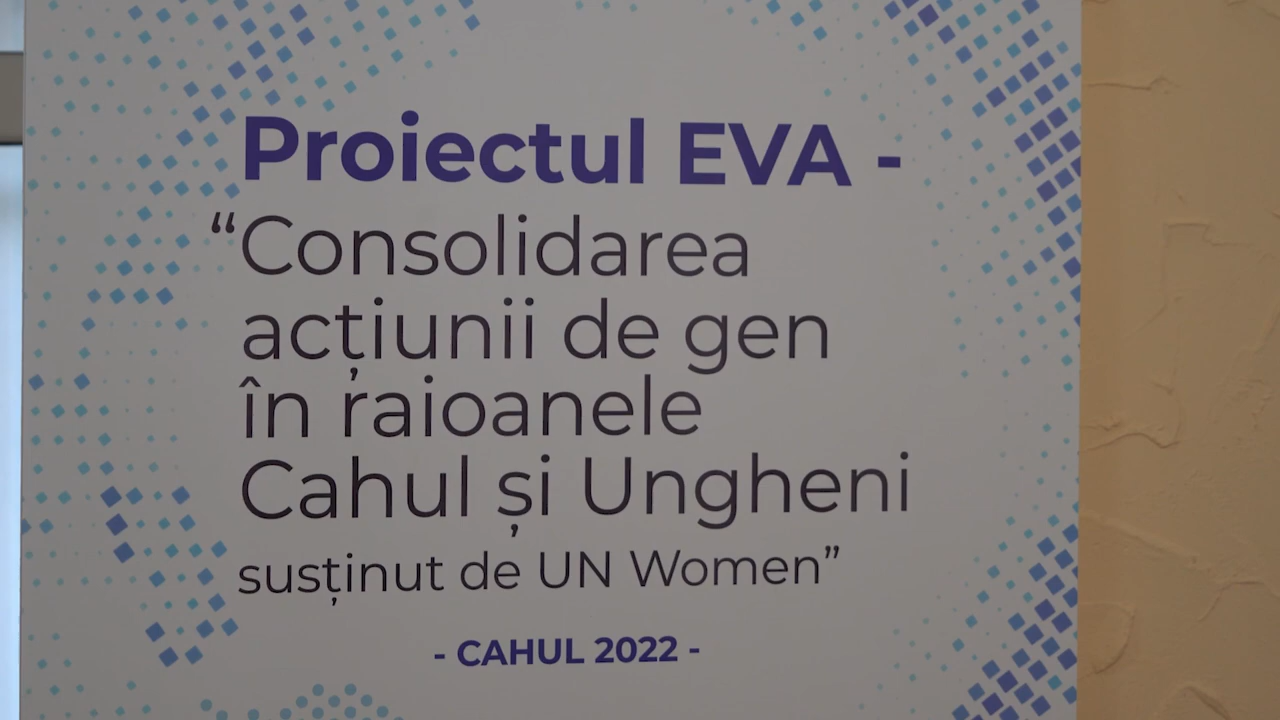 Proiectul EVA -
“Consolidarea
acțiunii de gen
în raioanele
Cahul și Ungheni
susținut de UN Women”
- CAHUL 2022 -